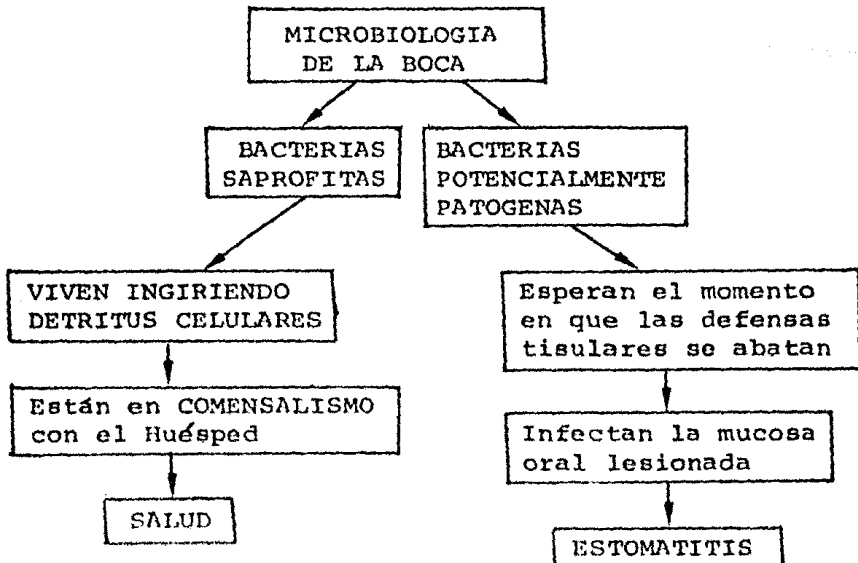 MICROBIOLOGIA
DE LA BOCA
BACTERIAS
SAPROFITAS
BACTERIAS
POTENCIALMENTE
PATOGENAS
VIVEN INGIRIENDO
DETRITUS CELULARES
Esperan el momento
en que las defensas
tisulares se abatan
Están en COMENSALISMO
con el Huésped
Infectan la mucosa
oral lesionada
SALUD
ESTOMATITIS